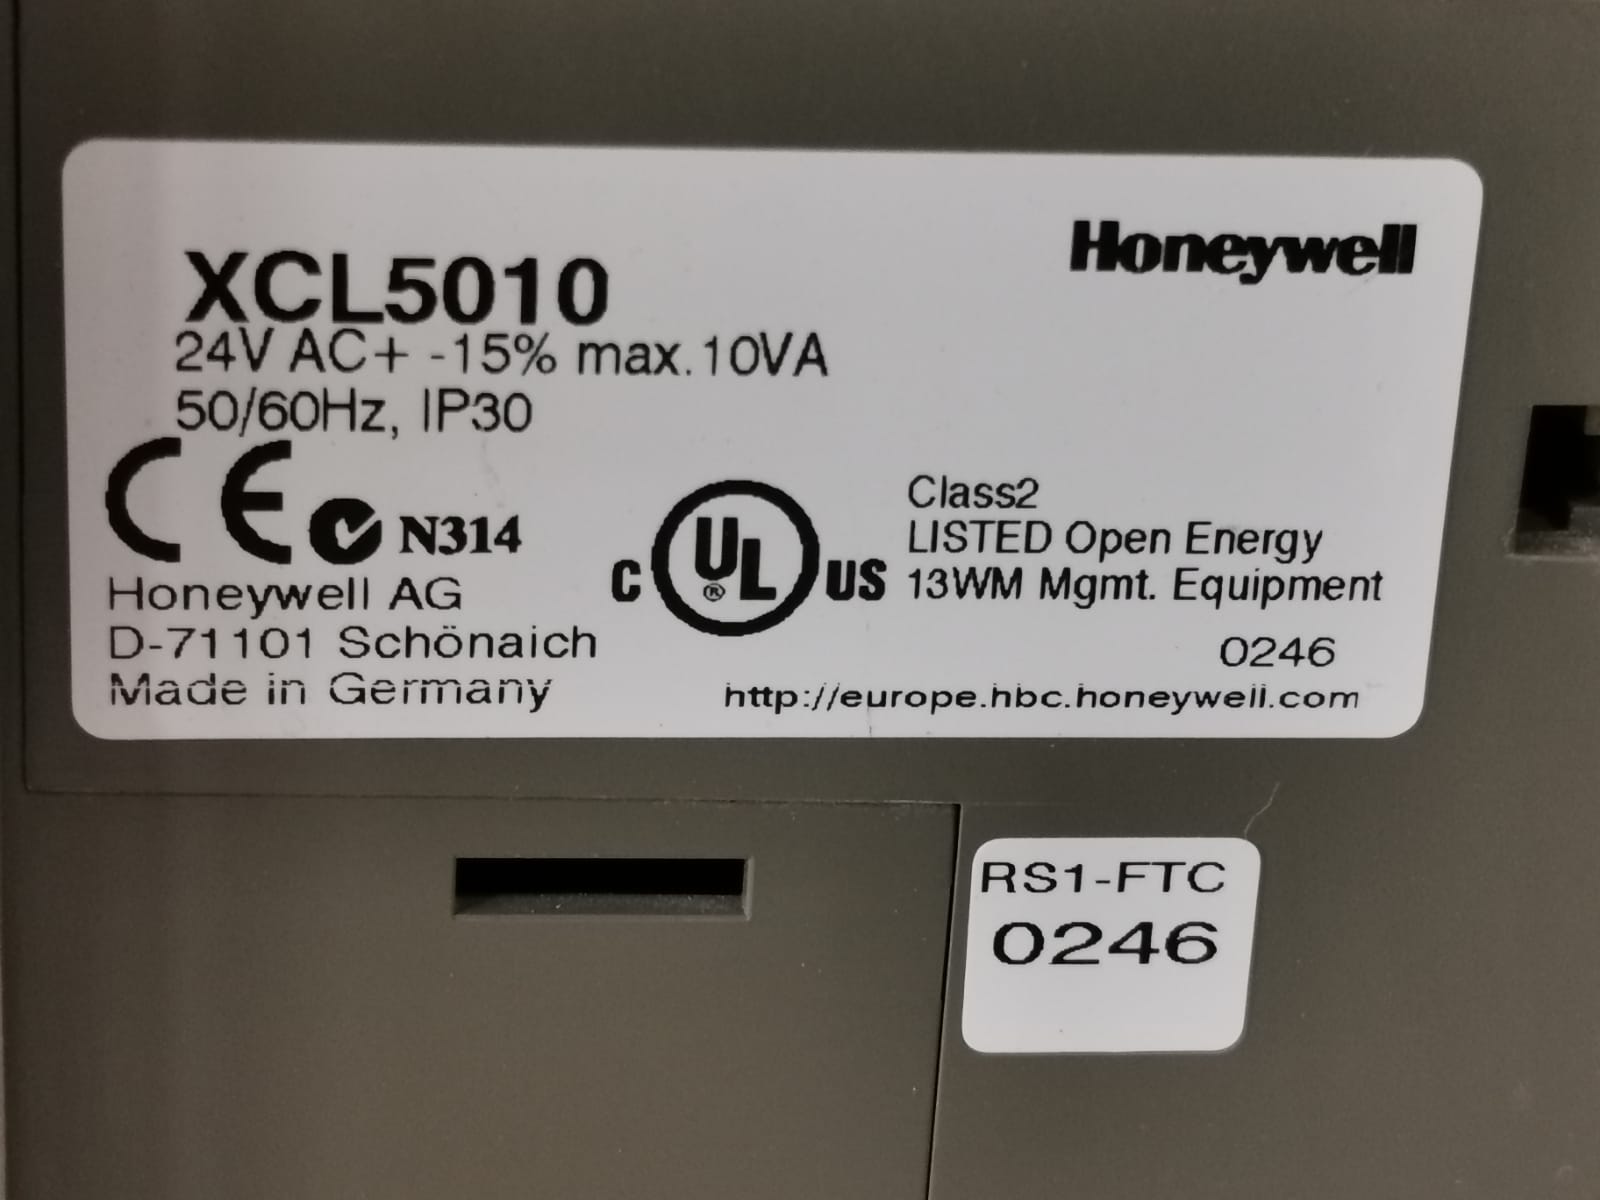 Honeywell
XCL5010
24V AC+ -15% max.10VA
50/60Hz, IP30
CE N314
Honeywell AG
D-71101 Schönaich
Made in Germany
C UL® US
Class2
LISTED Open Energy
13WM Mgmt. Equipment
0246
http://europe.hbc.honeywell.com
RS1-FTC
0246